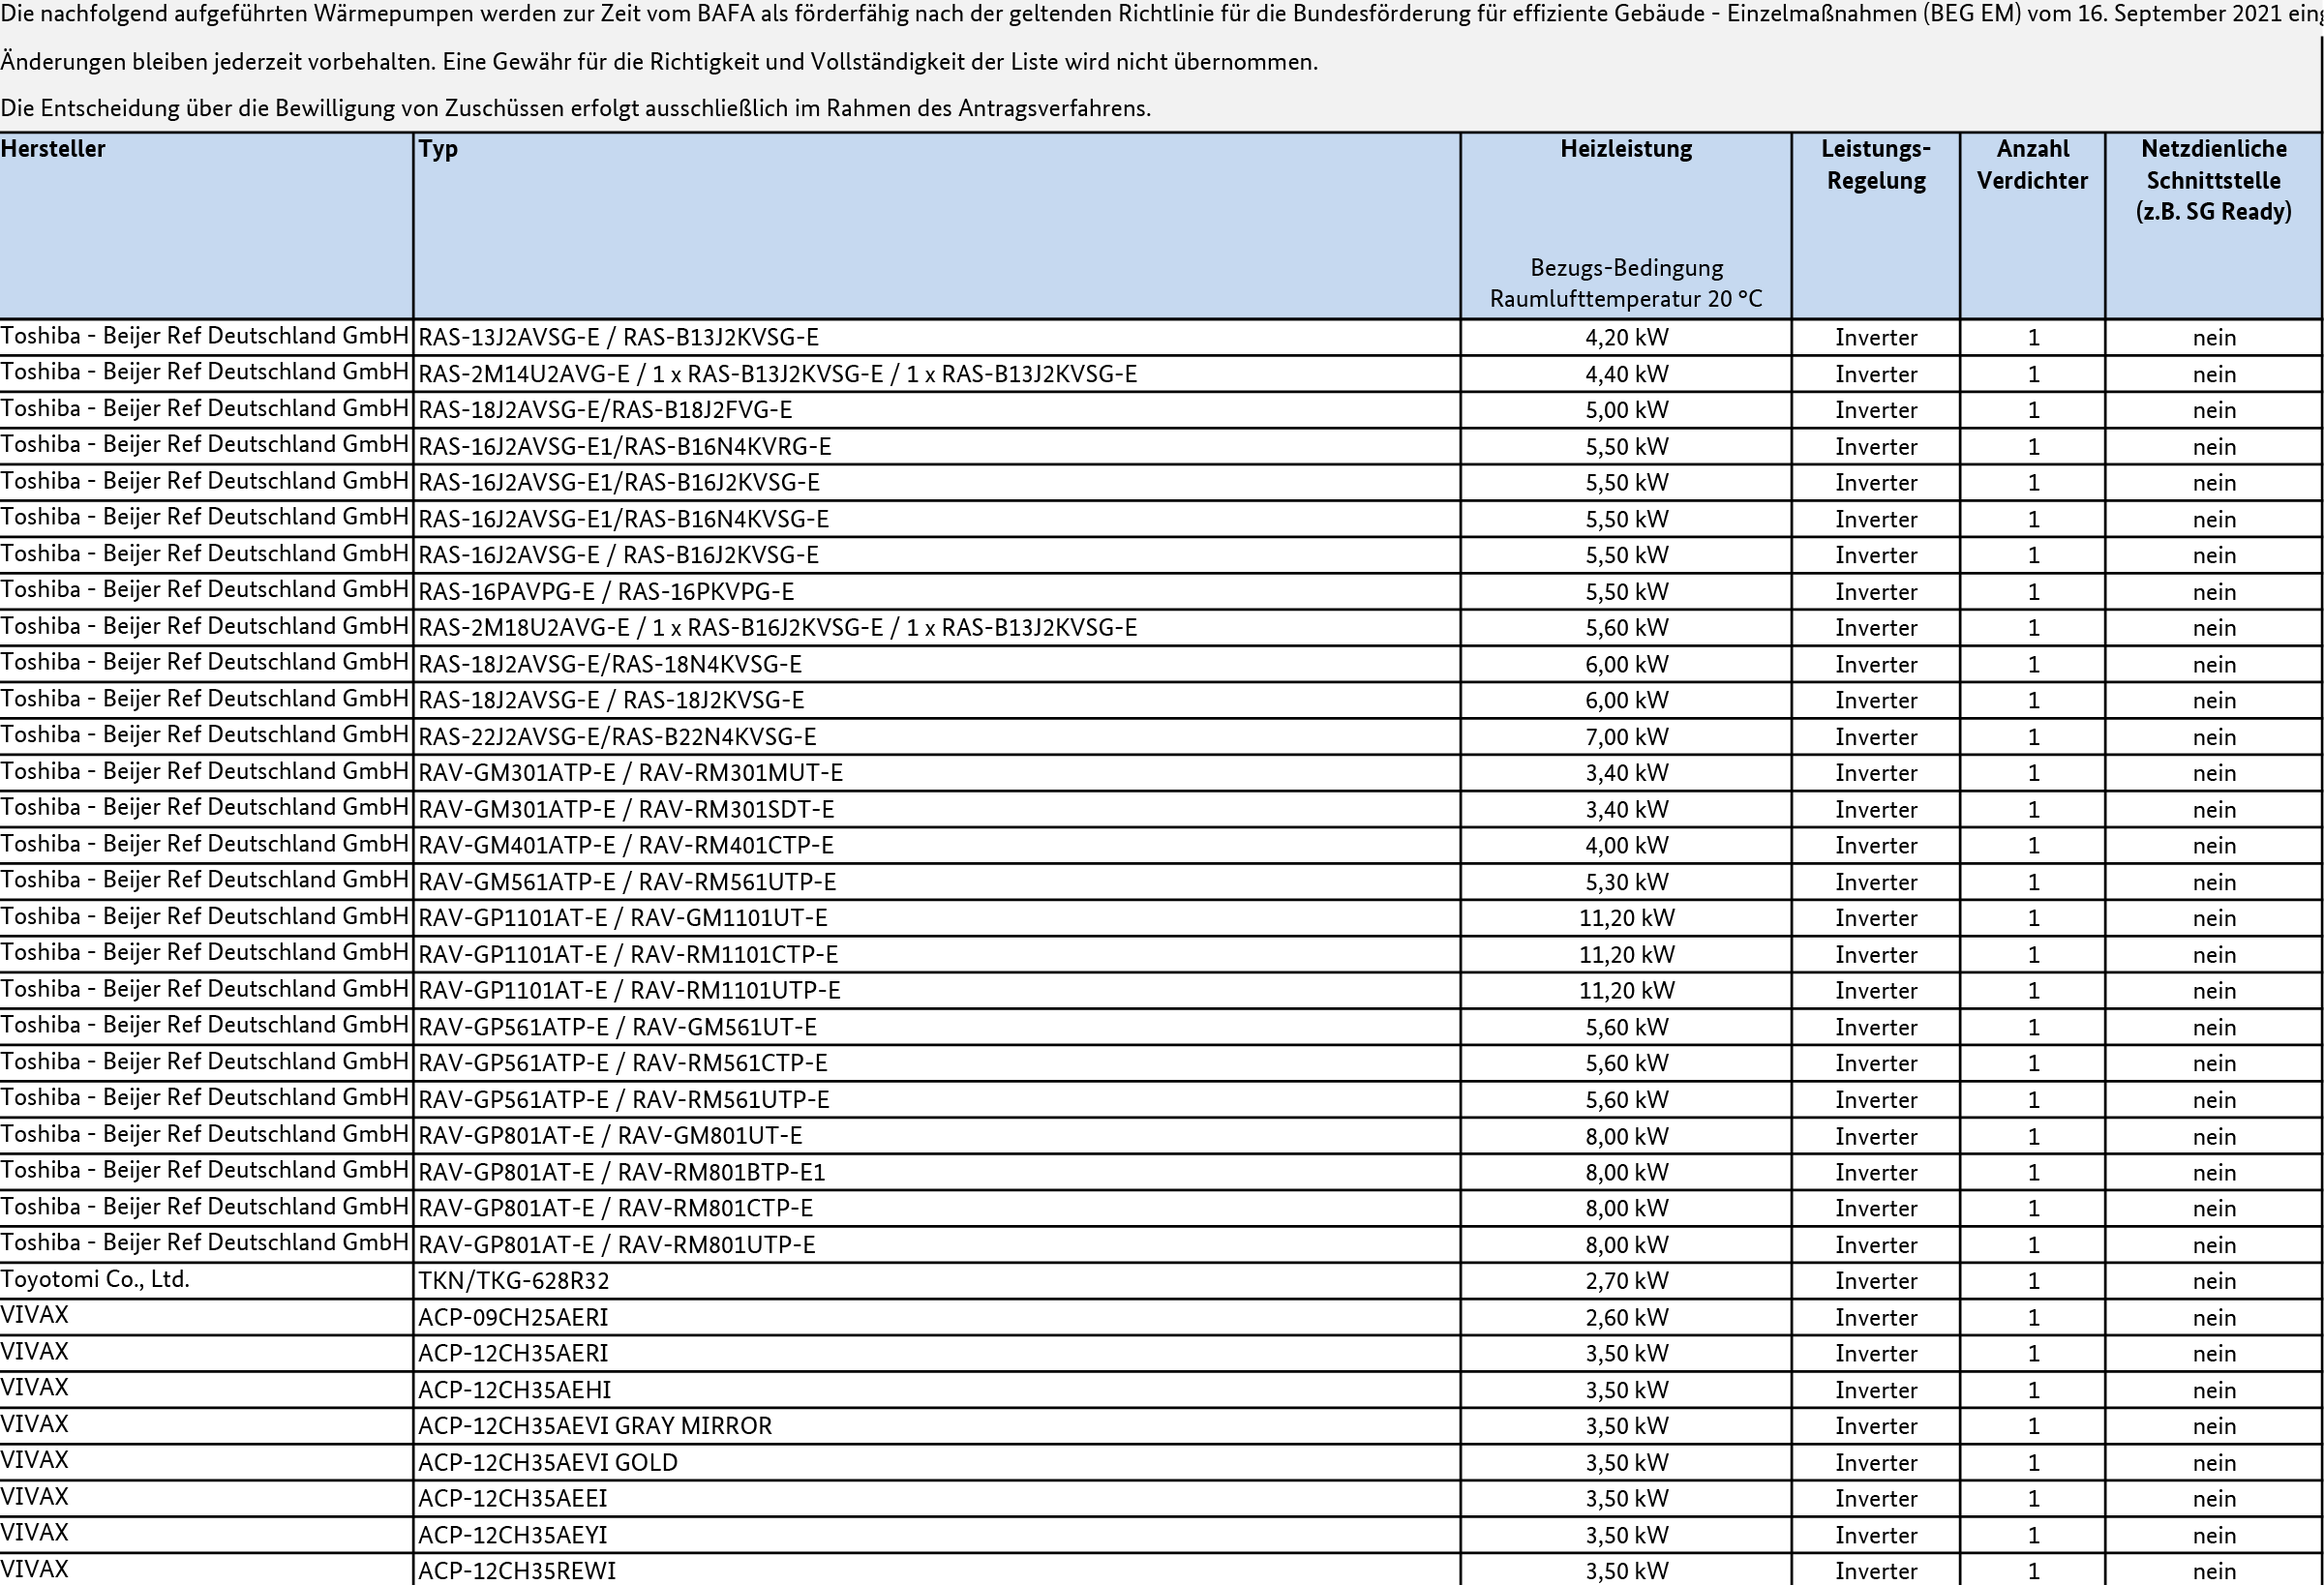 Die nachfolgend aufgeführten Wärmepumpen werden zur Zeit vom BAFA als förderfähig nach der geltenden Richtlinie für die Bundesförderung für effiziente Gebäude - Einzelmaßnahmen (BEG EM) vom 16. September 2021
Änderungen bleiben jederzeit vorbehalten. Eine Gewähr für die Richtigkeit und Vollständigkeit der Liste wird nicht übernommen.
Die Entscheidung über die Bewilligung von Zuschüssen erfolgt ausschließlich im Rahmen des Antragsverfahrens.
Hersteller Typ Heizleistung Leistungs- Anzahl Netzdienliche
Regelung Verdichter Schnittstelle
(z.B. SG Ready)
Bezugs-Bedingung
Raumlufttemperatur 20 °C
Toshiba - Beijer Ref Deutschland GmbH RAS-13J2AVSG-E / RAS-B13J2KVSG-E 4,20 kW Inverter 1 nein
Toshiba - Beijer Ref Deutschland GmbH RAS-2M14U2AVG-E / 1 x RAS-B13J2KVSG-E / 1 x RAS-B13J2KVSG-E 4,40 kW Inverter 1 nein
Toshiba - Beijer Ref Deutschland GmbH RAS-18J2AVSG-E/RAS-B18J2FVG-E 5,00 kW Inverter 1 nein
Toshiba - Beijer Ref Deutschland GmbH RAS-16J2AVSG-E1/RAS-B16N4KVRG-E 5,50 kW Inverter 1 nein
Toshiba - Beijer Ref Deutschland GmbH RAS-16J2AVSG-E1/RAS-B16J2KVSG-E 5,50 kW Inverter 1 nein
Toshiba - Beijer Ref Deutschland GmbH RAS-16J2AVSG-E1/RAS-B16N4KVSG-E 5,50 kW Inverter 1 nein
Toshiba - Beijer Ref Deutschland GmbH RAS-16J2AVSG-E / RAS-B16J2KVSG-E 5,50 kW Inverter 1 nein
Toshiba - Beijer Ref Deutschland GmbH RAS-16PAVPG-E / RAS-16PKVPG-E 5,50 kW Inverter 1 nein
Toshiba - Beijer Ref Deutschland GmbH RAS-2M18U2AVG-E / 1 x RAS-B16J2KVSG-E / 1 x RAS-B13J2KVSG-E 5,60 kW Inverter 1 nein
Toshiba - Beijer Ref Deutschland GmbH RAS-18J2AVSG-E/RAS-18N4KVSG-E 6,00 kW Inverter 1 nein
Toshiba - Beijer Ref Deutschland GmbH RAS-18J2AVSG-E / RAS-18J2KVSG-E 6,00 kW Inverter 1 nein
Toshiba - Beijer Ref Deutschland GmbH RAS-22J2AVSG-E/RAS-B22N4KVSG-E 7,00 kW Inverter 1 nein
Toshiba - Beijer Ref Deutschland GmbH RAV-GM301ATP-E / RAV-RM301MUT-E 3,40 kW Inverter 1 nein
Toshiba - Beijer Ref Deutschland GmbH RAV-GM301ATP-E / RAV-RM301SDT-E 3,40 kW Inverter 1 nein
Toshiba - Beijer Ref Deutschland GmbH RAV-GM401ATP-E / RAV-RM401CTP-E 4,00 kW Inverter 1 nein
Toshiba - Beijer Ref Deutschland GmbH RAV-GM561ATP-E / RAV-RM561UTP-E 5,30 kW Inverter 1 nein
Toshiba - Beijer Ref Deutschland GmbH RAV-GP1101AT-E / RAV-GM1101UT-E 11,20 kW Inverter 1 nein
Toshiba - Beijer Ref Deutschland GmbH RAV-GP1101AT-E / RAV-RM1101CTP-E 11,20 kW Inverter 1 nein
Toshiba - Beijer Ref Deutschland GmbH RAV-GP1101AT-E / RAV-RM1101UTP-E 11,20 kW Inverter 1 nein
Toshiba - Beijer Ref Deutschland GmbH RAV-GP561ATP-E / RAV-GM561UT-E 5,60 kW Inverter 1 nein
Toshiba - Beijer Ref Deutschland GmbH RAV-GP561ATP-E / RAV-RM561CTP-E 5,60 kW Inverter 1 nein
Toshiba - Beijer Ref Deutschland GmbH RAV-GP561ATP-E / RAV-RM561UTP-E 5,60 kW Inverter 1 nein
Toshiba - Beijer Ref Deutschland GmbH RAV-GP801AT-E / RAV-GM801UT-E 8,00 kW Inverter 1 nein
Toshiba - Beijer Ref Deutschland GmbH RAV-GP801AT-E / RAV-RM801BTP-E1 8,00 kW Inverter 1 nein
Toshiba - Beijer Ref Deutschland GmbH RAV-GP801AT-E / RAV-RM801CTP-E 8,00 kW Inverter 1 nein
Toshiba - Beijer Ref Deutschland GmbH RAV-GP801AT-E / RAV-RM801UTP-E 8,00 kW Inverter 1 nein
Toyotomi Co., Ltd. TKN/TKG-628R32 2,70 kW Inverter 1 nein
VIVAX ACP-09CH25AERI 2,60 kW Inverter 1 nein
VIVAX ACP-12CH35AERI 3,50 kW Inverter 1 nein
VIVAX ACP-12CH35AEHI 3,50 kW Inverter 1 nein
VIVAX ACP-12CH35AEVI GRAY MIRROR 3,50 kW Inverter 1 nein
VIVAX ACP-12CH35AEVI GOLD 3,50 kW Inverter 1 nein
VIVAX ACP-12CH35AEEI 3,50 kW Inverter 1 nein
VIVAX ACP-12CH35AEYI 3,50 kW Inverter 1 nein
VIVAX ACP-12CH35REWI 3,50 kW Inverter 1 nein